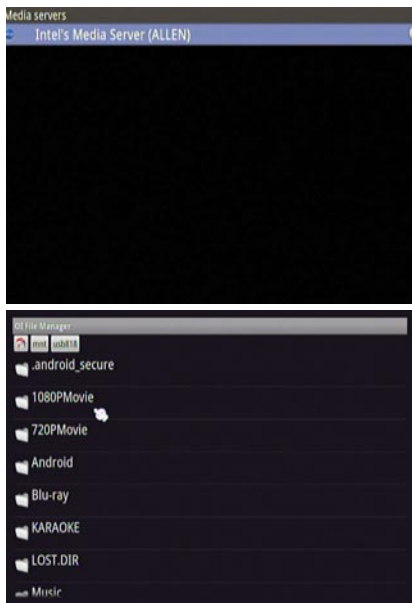 Media servers
Intel's Media Server (ALLEN)
OI File Manager
mnt usb818
.android_secure
1080PMovie
720PMovie
Android
Blu-ray
KARAOKE
LOST.DIR
Music